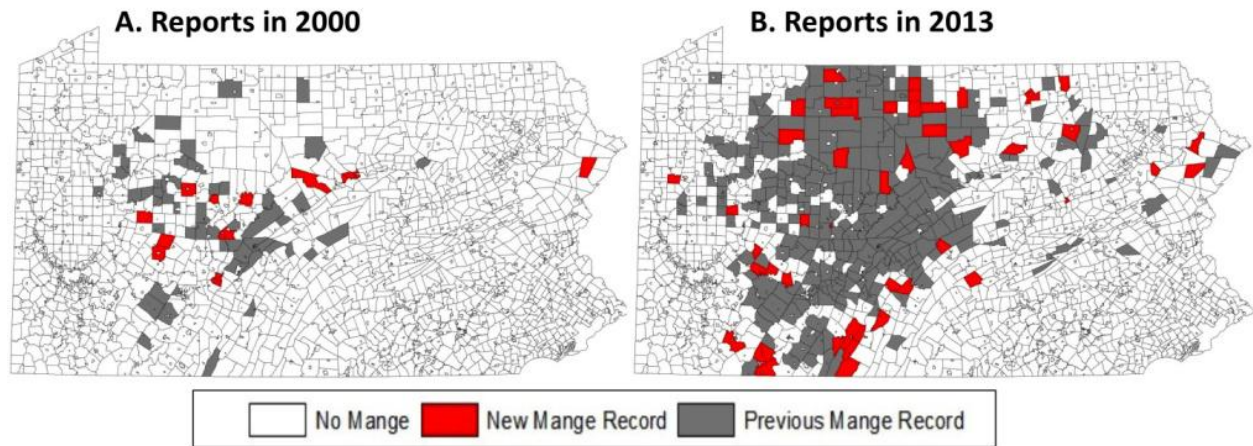 A. Reports in 2000
B. Reports in 2013
No Mange
New Mange Record
Previous Mange Record